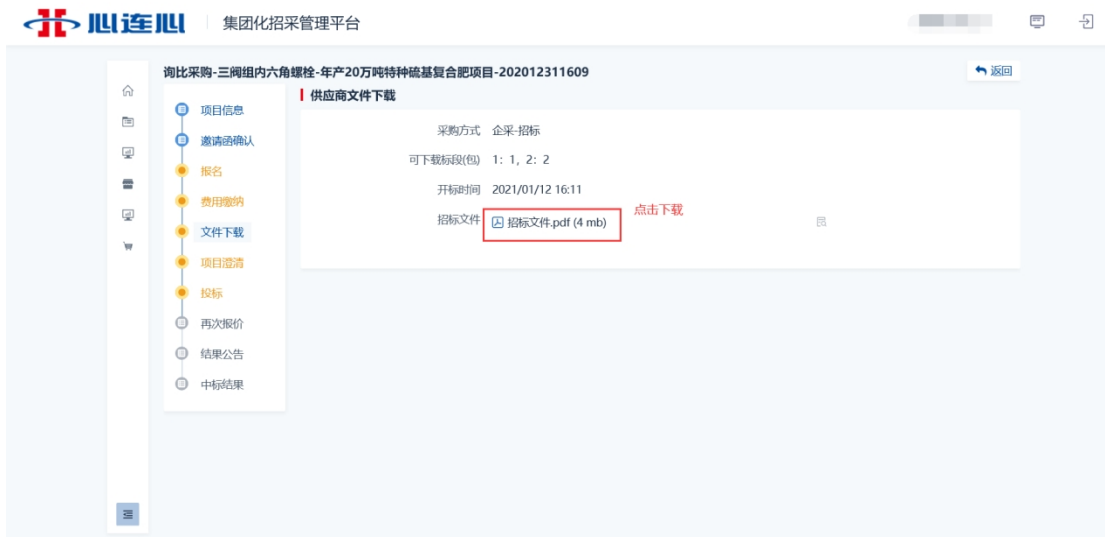 心连心 集团化招采管理平台
询比采购-三阀组内六角螺栓-年产20万吨特种硫基复合肥项目-202012311609
返回
供应商文件下载
项目信息
邀请函确认
报名
费用缴纳
文件下载
项目澄清
投标
再次报价
结果公告
中标结果
采购方式 企采-招标
可下载标段(包) 1: 1, 2: 2
开标时间 2021/01/12 16:11
招标文件 招标文件.pdf (4 mb)
点击下载